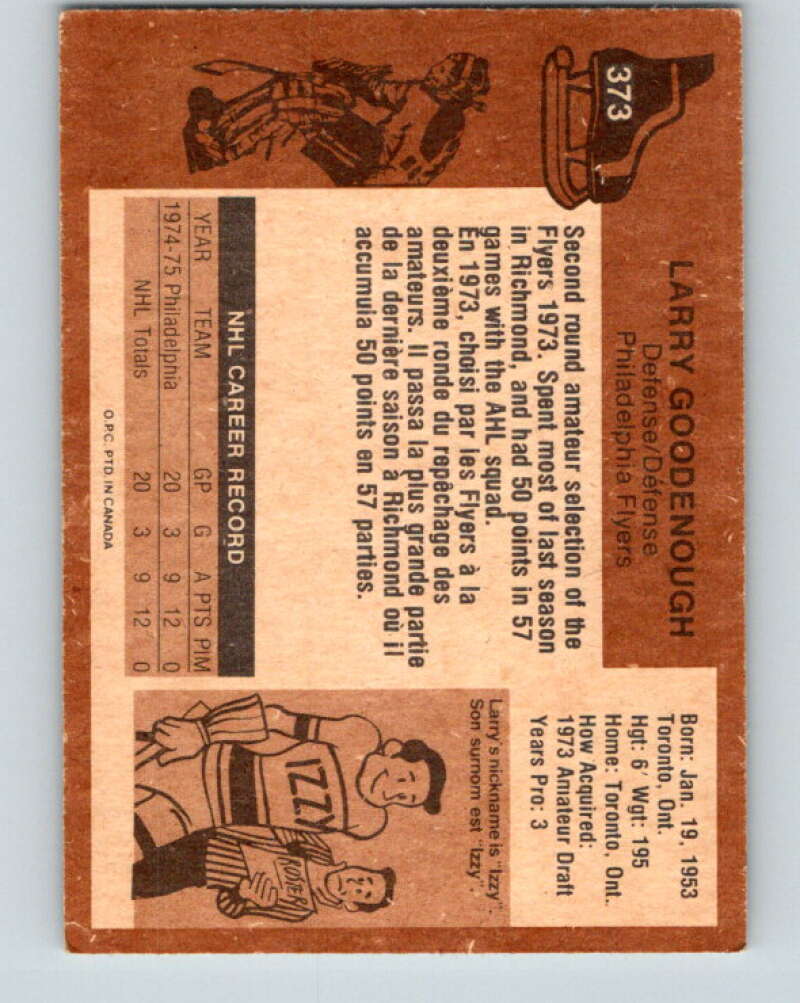 373
LARRY GOODENOUGH
Defense/Défense
Philadelphia Flyers
Born: Jan. 19, 1953
Toronto, Ont.
Hgt: 6' Wgt: 195
Home: Toronto, Ont.
How Acquired:
1973 Amateur Draft
Years Pro: 3
Second round amateur selection of the
Flyers 1973. Spent most of last season
in Richmond, and had 50 points in 57
games with the AHL squad.
En 1973, choisi par les Flyers à la
deuxième ronde du repêchage des
amateurs. Il passa la plus grande partie
de la dernière saison à Richmond où il
accumula 50 points en 57 parties.
Larry's nickname is "Izzy".
Son surnom est "Izzy".
IZZY
ROSTER
NHL CAREER RECORD
YEAR TEAM GP G A PTS PIM
1974-75 Philadelphia 20 3 9 12 0
NHL Totals 20 3 9 12 0
O.P.C. PTD. IN CANADA